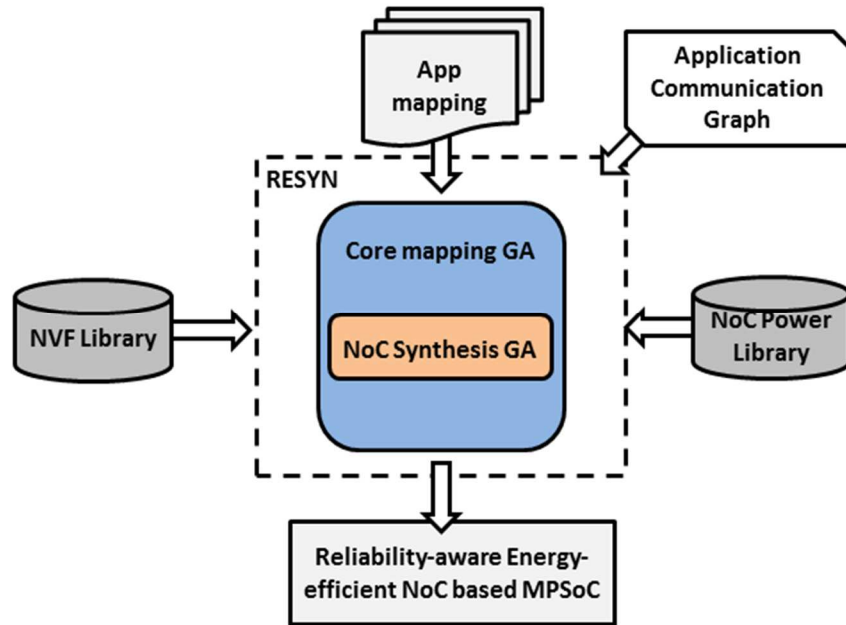 App
mapping
Application
Communication
Graph
RESYN
Core mapping GA
NoC Synthesis GA
NVF Library
NoC Power
Library
Reliability-aware Energy-
efficient NoC based MPSoC